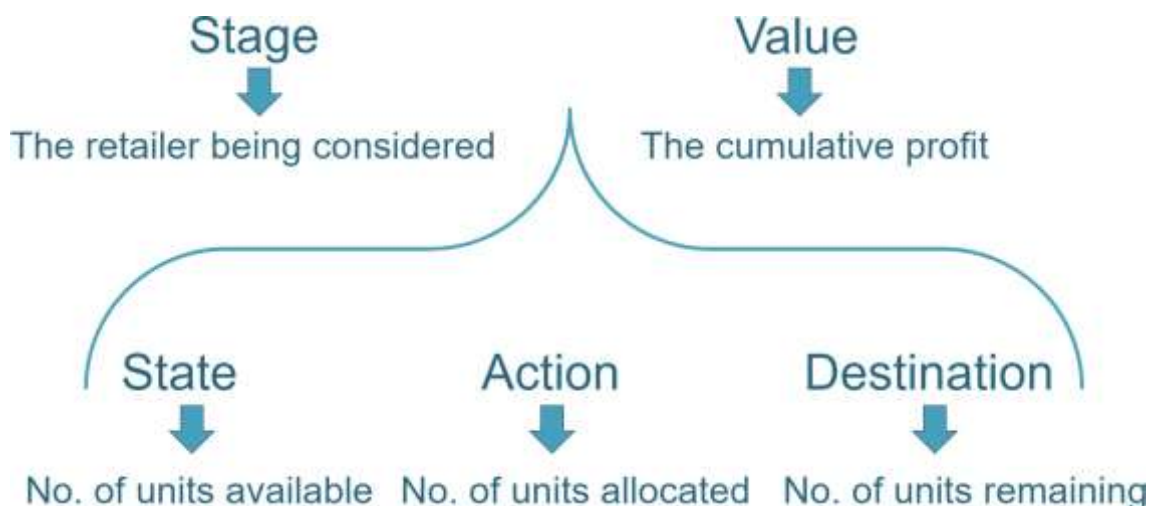 Stage
Value
The retailer being considered
The cumulative profit
State
Action
Destination
No. of units available
No. of units allocated
No. of units remaining